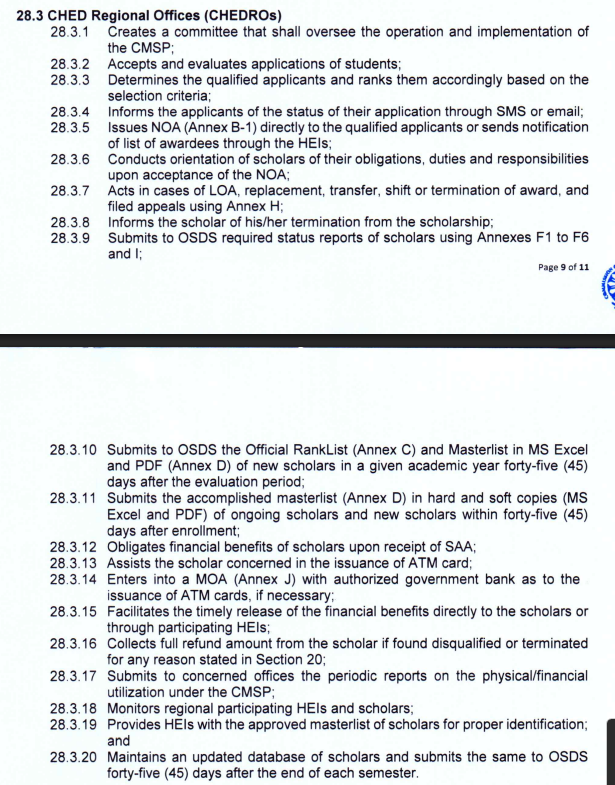 28.3 CHED Regional Offices (CHEDROs)
28.3.1 Creates a committee that shall oversee the operation and implementation of
the CMSP;
28.3.2 Accepts and evaluates applications of students;
28.3.3 Determines the qualified applicants and ranks them accordingly based on the
selection criteria;
28.3.4 Informs the applicants of the status of their application through SMS or email;
28.3.5 Issues NOA (Annex B-1) directly to the qualified applicants or sends notification
of list of awardees through the HEIs;
28.3.6 Conducts orientation of scholars of their obligations, duties and responsibilities
upon acceptance of the NOA;
28.3.7 Acts in cases of LOA, replacement, transfer, shift or termination of award, and
filed appeals using Annex H;
28.3.8 Informs the scholar of his/her termination from the scholarship;
28.3.9 Submits to OSDS required status reports of scholars using Annexes F1 to F6
and I;
Page 9 of 11
28.3.10 Submits to OSDS the Official RankList (Annex C) and Masterlist in MS Excel
and PDF (Annex D) of new scholars in a given academic year forty-five (45)
days after the evaluation period;
28.3.11 Submits the accomplished masterlist (Annex D) in hard and soft copies (MS
Excel and PDF) of ongoing scholars and new scholars within forty-five (45)
days after enrollment;
28.3.12 Obligates financial benefits of scholars upon receipt of SAA;
28.3.13 Assists the scholar concerned in the issuance of ATM card;
28.3.14 Enters into a MOA (Annex J) with authorized government bank as to the
issuance of ATM cards, if necessary;
28.3.15 Facilitates the timely release of the financial benefits directly to the scholars or
through participating HEIs;
28.3.16 Collects full refund amount from the scholar if found disqualified or terminated
for any reason stated in Section 20;
28.3.17 Submits to concerned offices the periodic reports on the physical/financial
utilization under the CMSP;
28.3.18 Monitors regional participating HEIs and scholars;
28.3.19 Provides HEIs with the approved masterlist of scholars for proper identification;
and
28.3.20 Maintains an updated database of scholars and submits the same to OSDS
forty-five (45) days after the end of each semester.